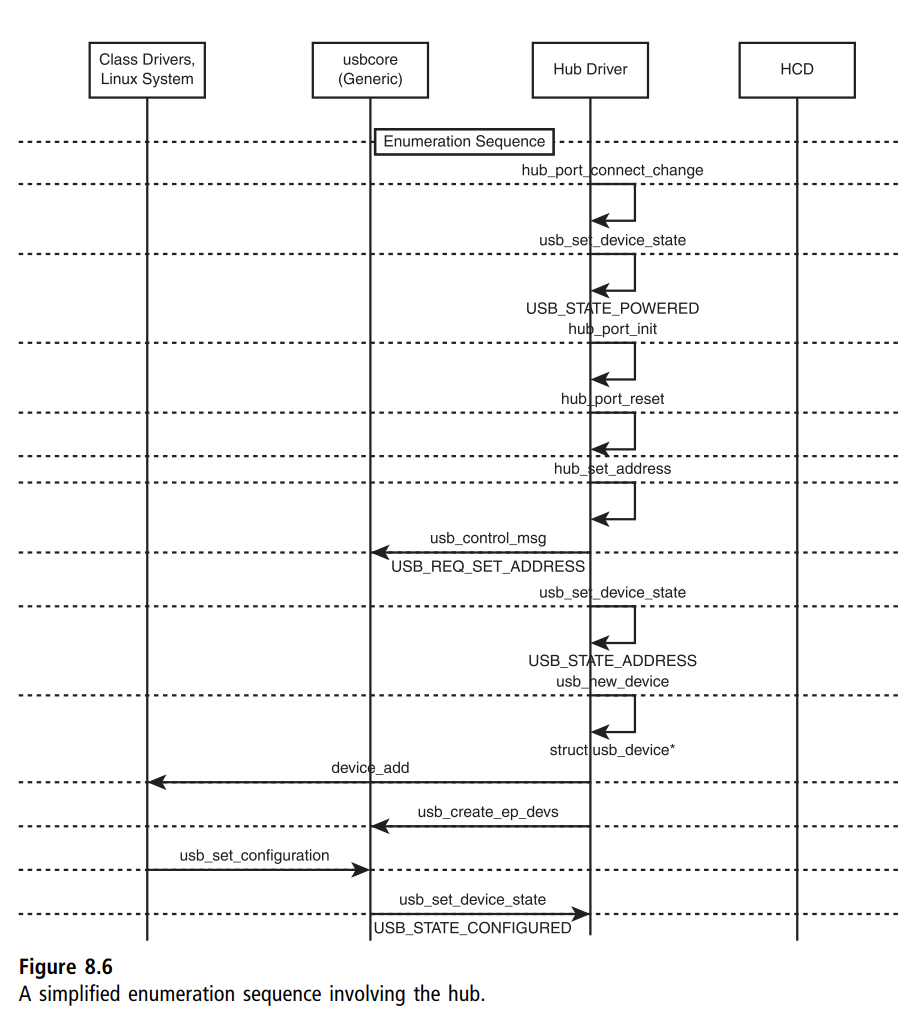 Class Drivers,
Linux System
usbcore
(Generic)
Hub Driver
HCD
Enumeration Sequence
hub_port_connect_change
usb_set_device_state
USB_STATE_POWERED
hub_port_init
hub_port_reset
hub_set_address
usb_control_msg
USB_REQ_SET_ADDRESS
usb_set_device_state
USB_STATE_ADDRESS
usb_new_device
struct usb_device*
device_add
usb_create_ep_devs
usb_set_configuration
usb_set_device_state
USB_STATE_CONFIGURED
Figure 8.6
A simplified enumeration sequence involving the hub.